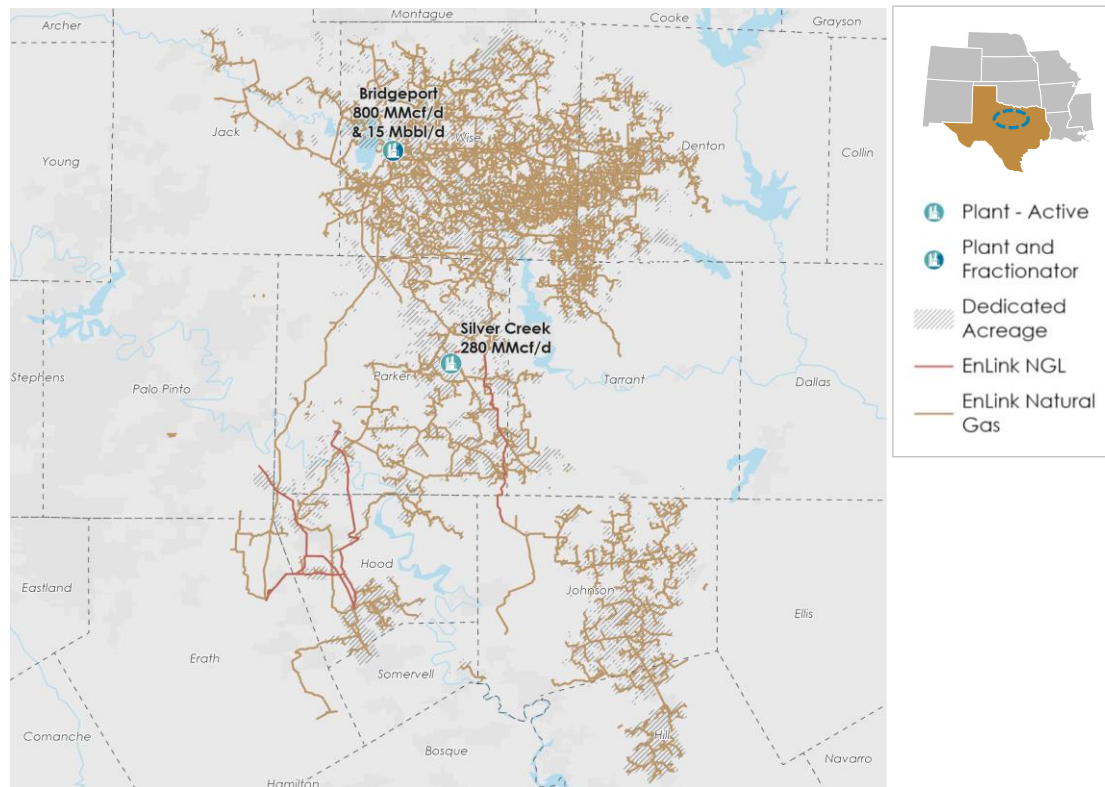 Montague
Cooke
Grayson
Archer
Bridgeport
800 MMcf/d
& 15 Mbbl/d
Jack
Wise
Denton
Young
Collin
Silver Creek
280 MMcf/d
Stephens
Palo Pinto
Parker
Tarrant
Dallas
Eastland
Hood
Johnson
Ellis
Erath
Somervell
Comanche
Bosque
Hill
Navarro
Hamilton
Plant - Active
Plant and
Fractionator
Dedicated
Acreage
EnLink NGL
EnLink Natural
Gas